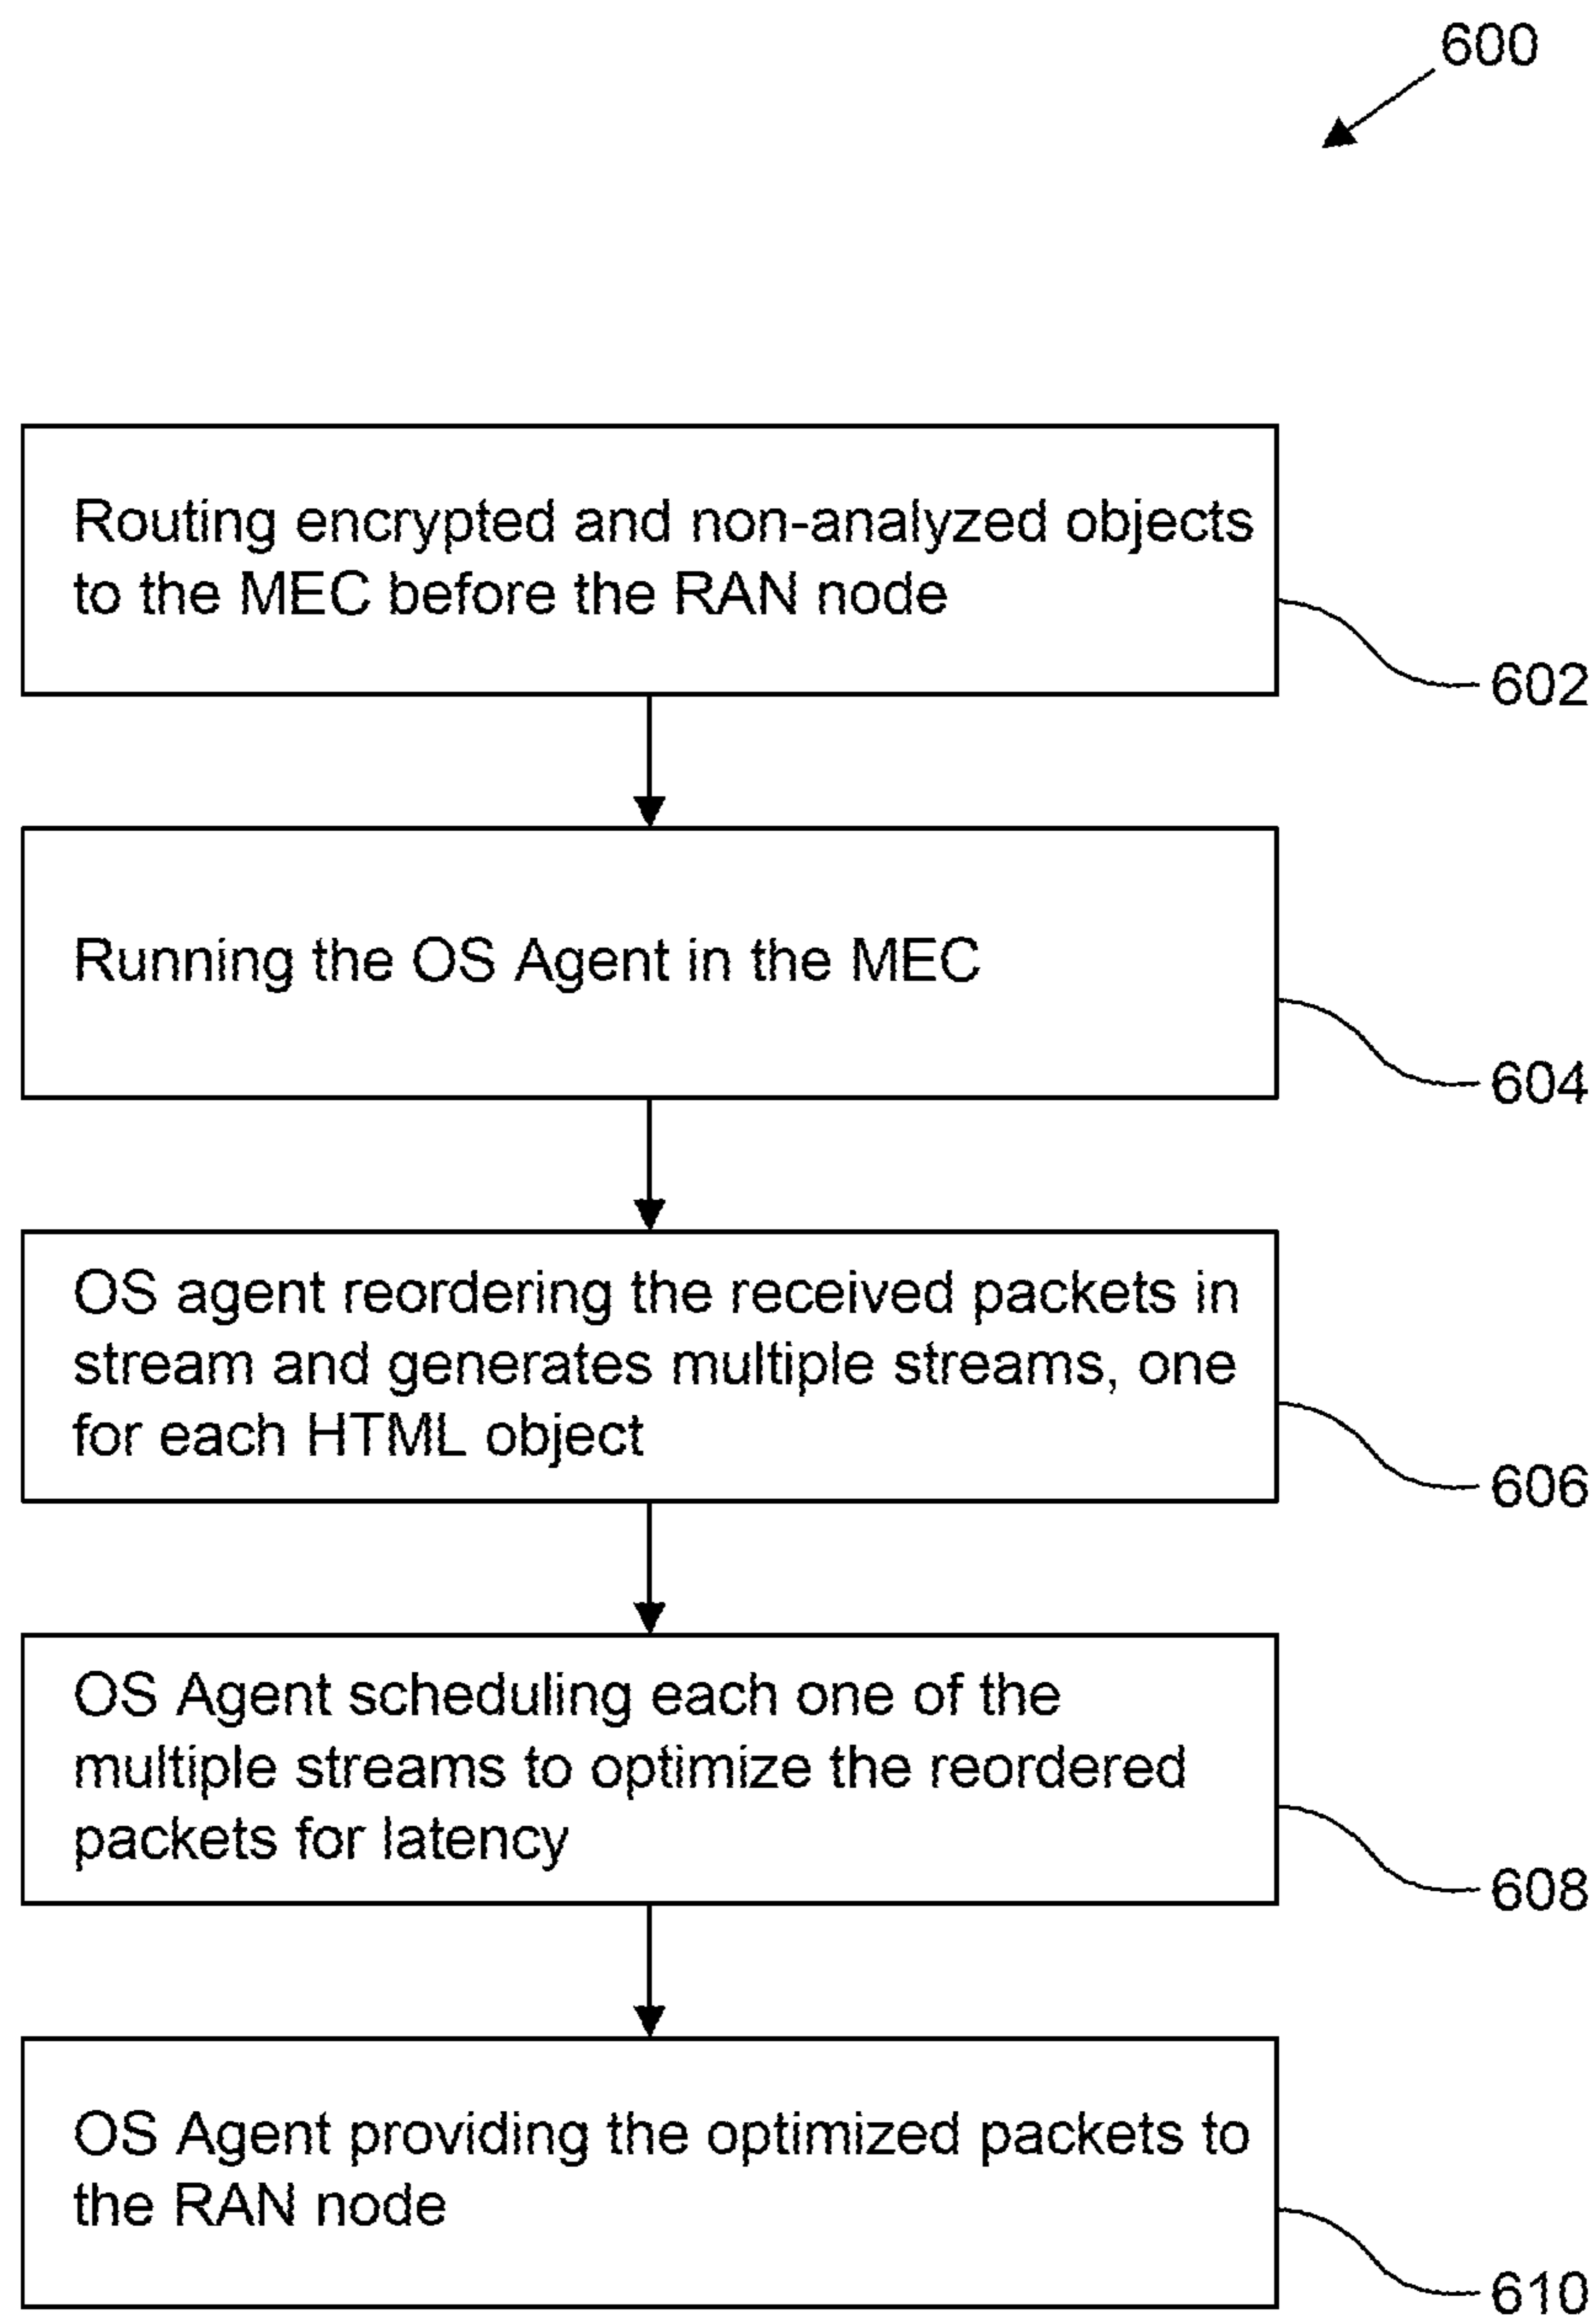 600
Routing encrypted and non-analyzed objects
to the MEC before the RAN node
602
Running the OS Agent in the MEC
604
OS agent reordering the received packets in
stream and generates multiple streams, one
for each HTML object
606
OS Agent scheduling each one of the
multiple streams to optimize the reordered
packets for latency
608
OS Agent providing the optimized packets to
the RAN node
610